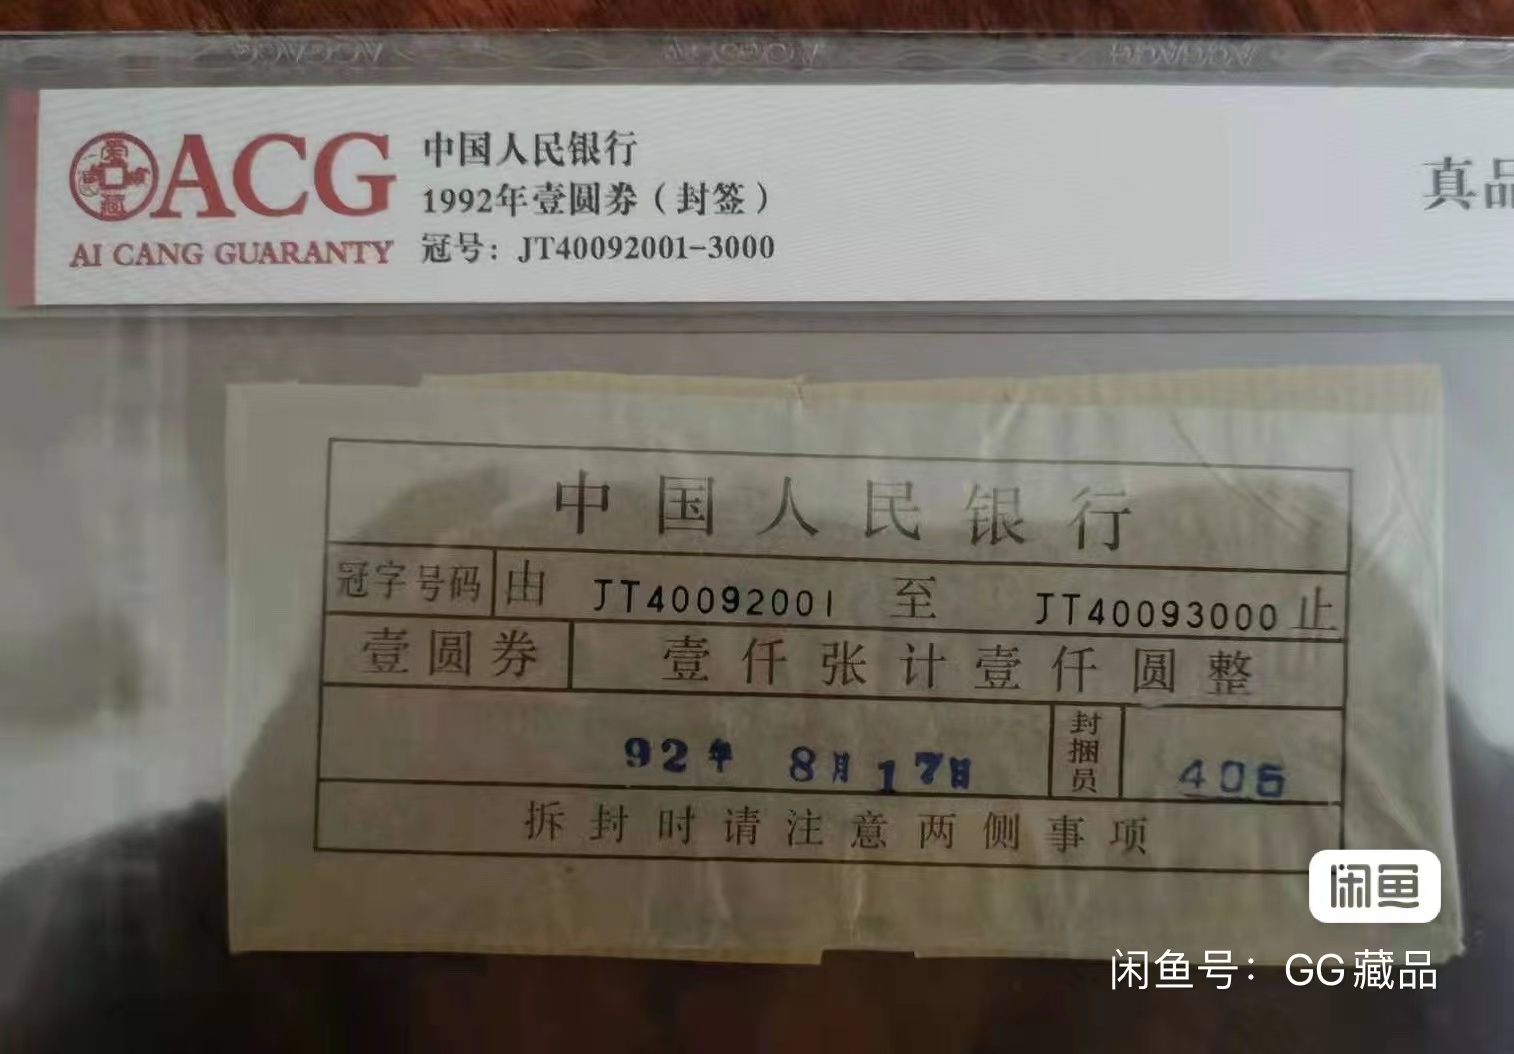 ACG
AI CANG GUARANTY
中国人民银行
1992年壹圆券（封签）
冠号：JT40092001-3000
真品
中国人民银行
冠字号码 由 JT40092001 至 JT40093000 止
壹圆券 壹仟张计壹仟圆整
92年 8月17日 封捆员 406
拆封时请注意两侧事项
闲鱼
闲鱼号：GG藏品